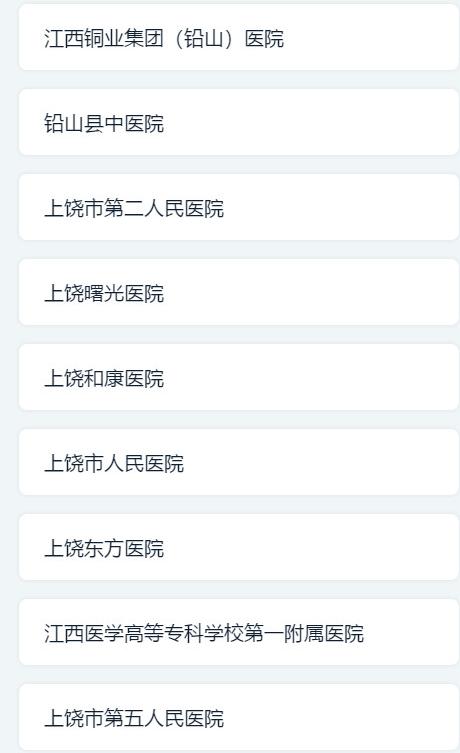 江西铜业集团（铅山）医院
铅山县中医院
上饶市第二人民医院
上饶曙光医院
上饶和康医院
上饶市人民医院
上饶东方医院
江西医学高等专科学校第一附属医院
上饶市第五人民医院